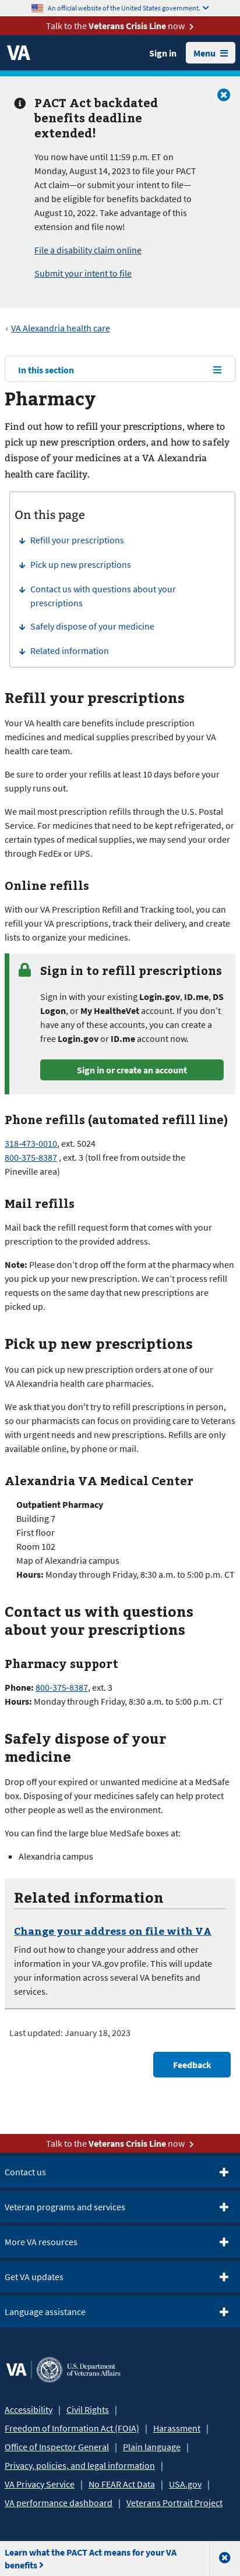 An official website of the United States government.
Talk to the Veterans Crisis Line now
VA
Sign in
Menu
PACT Act backdated
benefits deadline
extended!
You now have until 11:59 p.m. ET on
Monday, August 14, 2023 to file your PACT
Act claim—or submit your intent to file—
and be eligible for benefits backdated to
August 10, 2022. Take advantage of this
extension and file now!
File a disability claim online
Submit your intent to file
‹ VA Alexandria health care
In this section
Pharmacy
Find out how to refill your prescriptions, where to
pick up new prescription orders, and how to safely
dispose of your medicines at a VA Alexandria
health care facility.
On this page
Refill your prescriptions
Pick up new prescriptions
Contact us with questions about your
prescriptions
Safely dispose of your medicine
Related information
Refill your prescriptions
Your VA health care benefits include prescription
medicines and medical supplies prescribed by your VA
health care team.
Be sure to order your refills at least 10 days before your
supply runs out.
We mail most prescription refills through the U.S. Postal
Service. For medicines that need to be kept refrigerated, or
certain types of medical supplies, we may send your order
through FedEx or UPS.
Online refills
With our VA Prescription Refill and Tracking tool, you can
refill your VA prescriptions, track their delivery, and create
lists to organize your medicines.
Sign in to refill prescriptions
Sign in with your existing Login.gov, ID.me, DS
Logon, or My HealtheVet account. If you don't
have any of these accounts, you can create a
free Login.gov or ID.me account now.
Sign in or create an account
Phone refills (automated refill line)
318-473-0010, ext. 5024
800-375-8387 , ext. 3 (toll free from outside the
Pineville area)
Mail refills
Mail back the refill request form that comes with your
prescription to the provided address.
Note: Please don't drop off the form at the pharmacy when
you pick up your new prescription. We can't process refill
requests on the same day that new prescriptions are
picked up.
Pick up new prescriptions
You can pick up new prescription orders at one of our
VA Alexandria health care pharmacies.
We ask that you don't try to refill prescriptions in person,
so our pharmacists can focus on providing care to Veterans
with urgent needs and new prescriptions. Refills are only
available online, by phone or by mail.
Alexandria VA Medical Center
Outpatient Pharmacy
Building 7
First floor
Room 102
Map of Alexandria campus
Hours: Monday through Friday, 8:30 a.m. to 5:00 p.m. CT
Contact us with questions
about your prescriptions
Pharmacy support
Phone: 800-375-8387, ext. 3
Hours: Monday through Friday, 8:30 a.m. to 5:00 p.m. CT
Safely dispose of your
medicine
Drop off your expired or unwanted medicine at a MedSafe
box. Disposing of your medicines safely can help protect
other people as well as the environment.
You can find the large blue MedSafe boxes at:
Alexandria campus
Related information
Change your address on file with VA
Find out how to change your address and other
information in your VA.gov profile. This will update
your information across several VA benefits and
services.
Last updated: January 18, 2023
Feedback
Talk to the Veterans Crisis Line now
Contact us
Veteran programs and services
More VA resources
Get VA updates
Language assistance
VA U.S. Department
of Veterans Affairs
Accessibility | Civil Rights |
Freedom of Information Act (FOIA) | Harassment |
Office of Inspector General | Plain language |
Privacy, policies, and legal information |
VA Privacy Service | No FEAR Act Data | USA.gov |
VA performance dashboard | Veterans Portrait Project
Learn what the PACT Act means for your VA
benefits